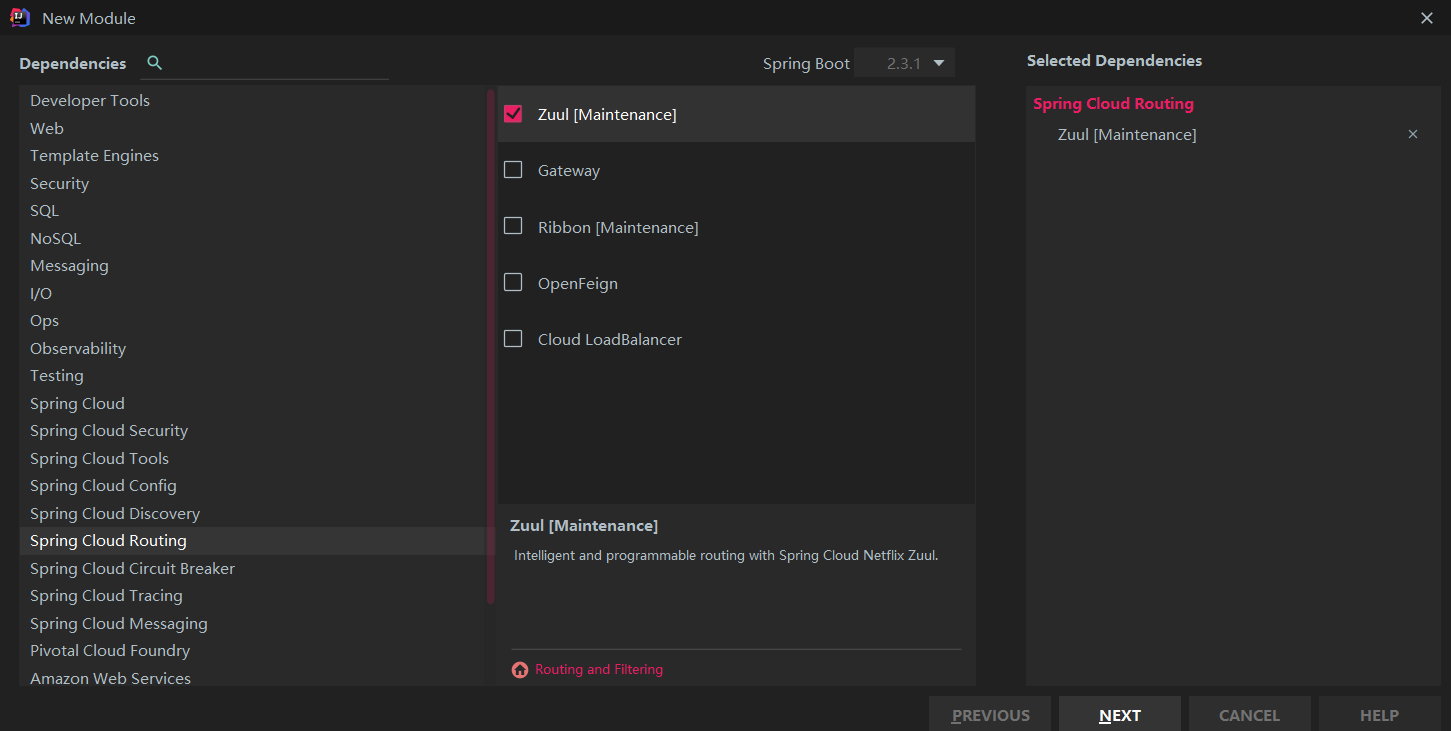 New Module
Dependencies
Spring Boot
2.3.1
Selected Dependencies
Developer Tools
Web
Template Engines
Security
SQL
NoSQL
Messaging
I/O
Ops
Observability
Testing
Spring Cloud
Spring Cloud Security
Spring Cloud Tools
Spring Cloud Config
Spring Cloud Discovery
Spring Cloud Routing
Spring Cloud Circuit Breaker
Spring Cloud Tracing
Spring Cloud Messaging
Pivotal Cloud Foundry
Amazon Web Services
Zuul [Maintenance]
Gateway
Ribbon [Maintenance]
OpenFeign
Cloud LoadBalancer
Zuul [Maintenance]
Intelligent and programmable routing with Spring Cloud Netflix Zuul.
Routing and Filtering
Spring Cloud Routing
Zuul [Maintenance]
PREVIOUS
NEXT
CANCEL
HELP